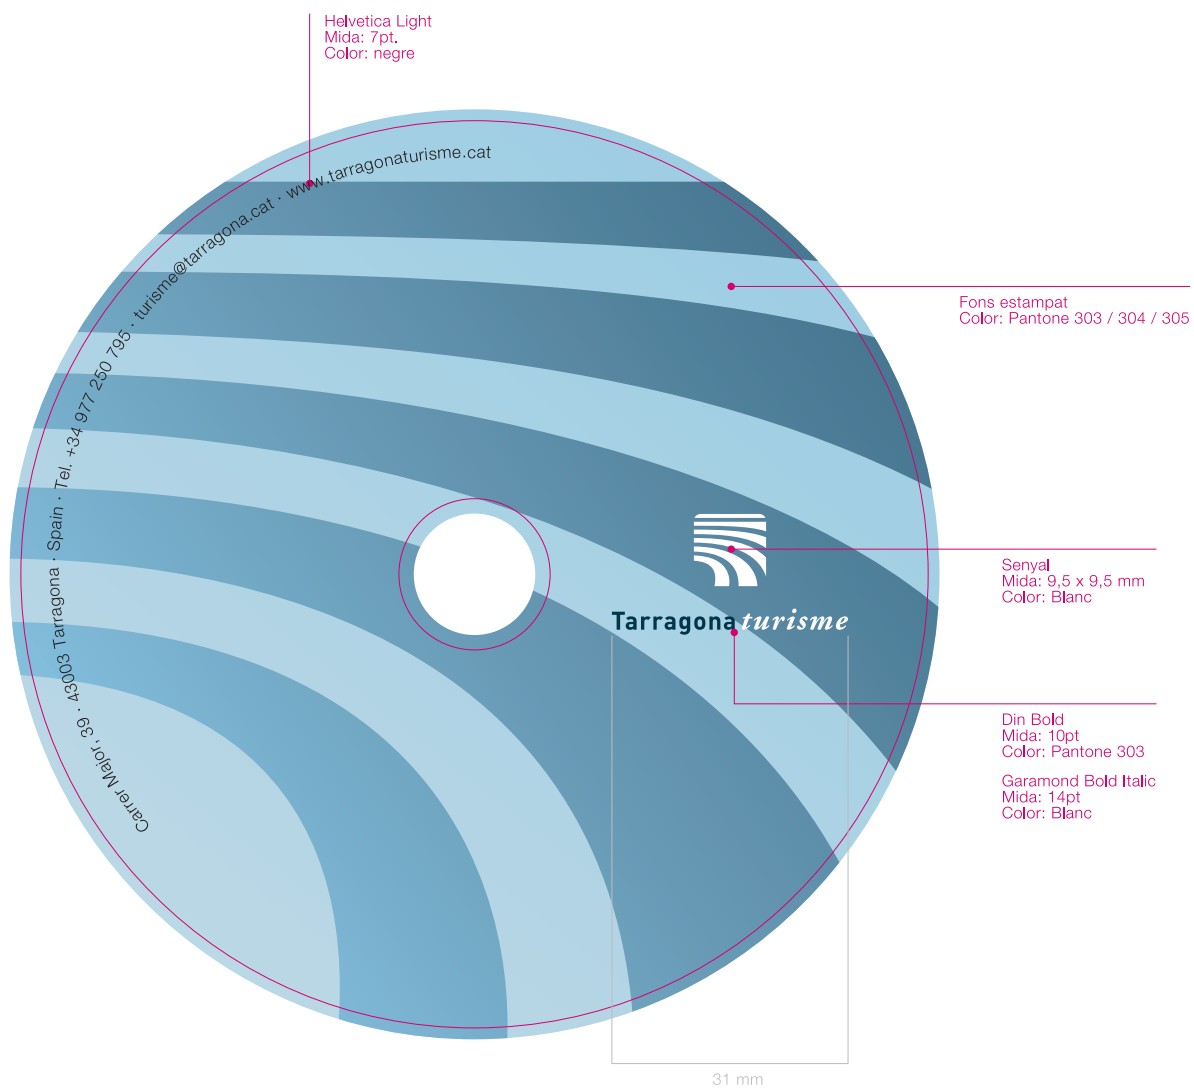 Helvetica Light
Mida: 7pt.
Color: negre
Carrer Major, 39 · 43003 Tarragona · Spain · Tel. +34 977 250 795 · turisme@tarragona.cat · www.tarragonaturisme.cat
Fons estampat
Color: Pantone 303 / 304 / 305
Senyal
Mida: 9,5 x 9,5 mm
Color: Blanc
Tarragona turisme
Din Bold
Mida: 10pt
Color: Pantone 303
Garamond Bold Italic
Mida: 14pt
Color: Blanc
31 mm